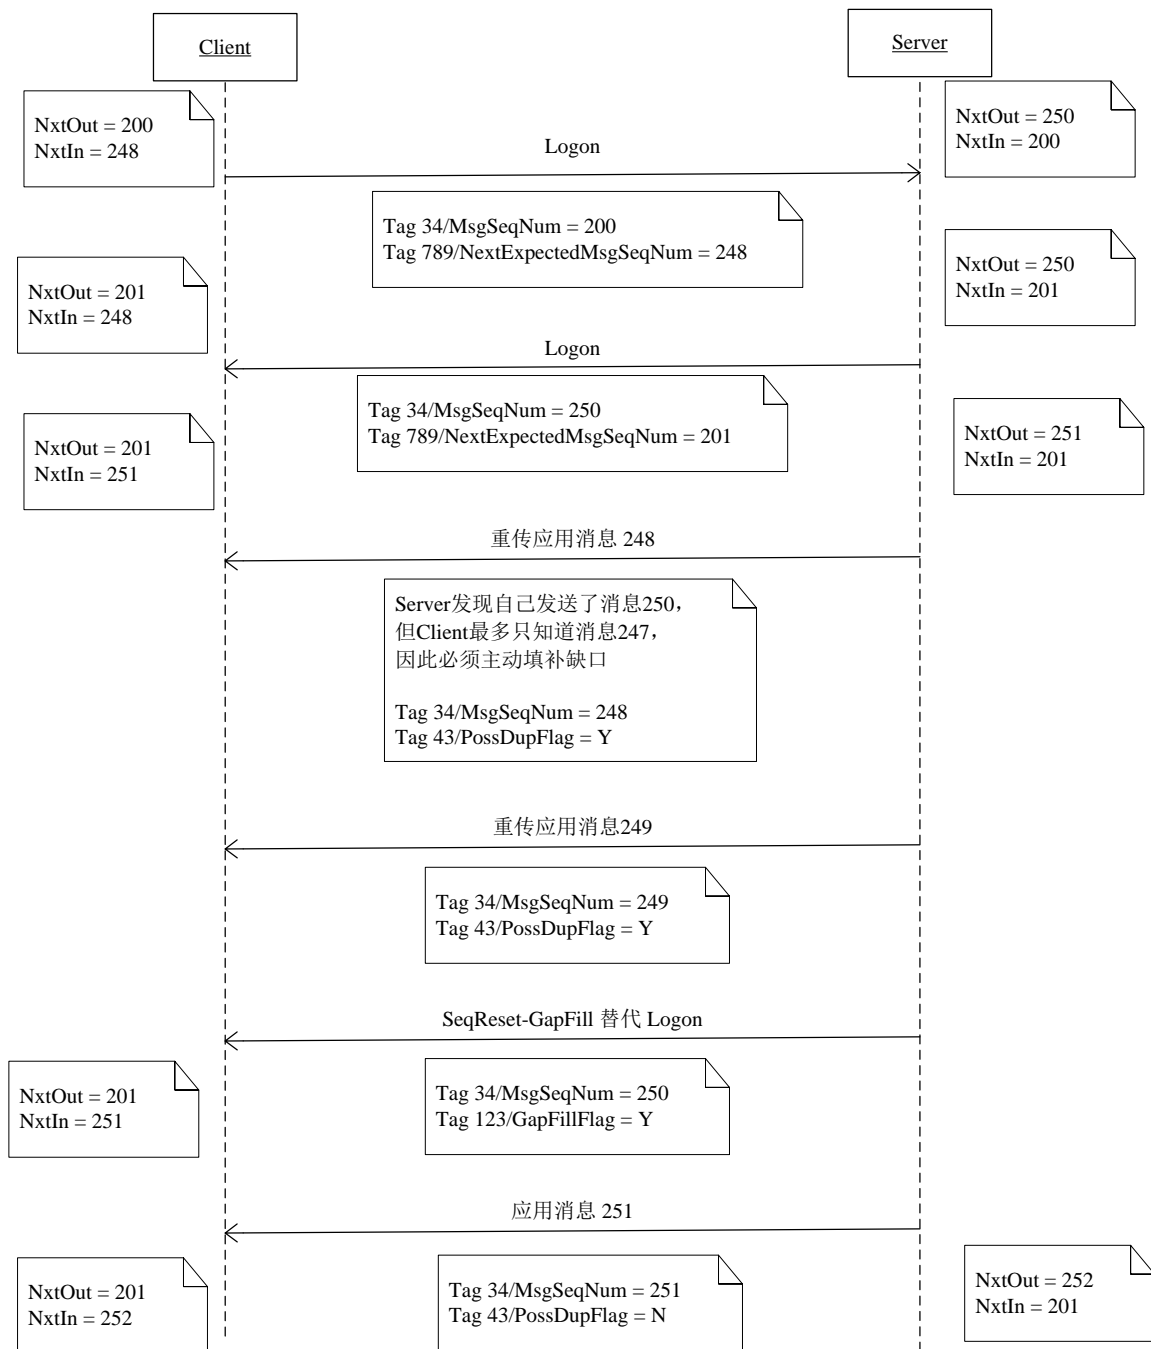 Client
Server
NxtOut = 200
NxtIn = 248
NxtOut = 250
NxtIn = 200
Logon
Tag 34/MsgSeqNum = 200
Tag 789/NextExpectedMsgSeqNum = 248
NxtOut = 201
NxtIn = 248
NxtOut = 250
NxtIn = 201
Logon
Tag 34/MsgSeqNum = 250
Tag 789/NextExpectedMsgSeqNum = 201
NxtOut = 201
NxtIn = 251
NxtOut = 251
NxtIn = 201
重传应用消息 248
Server发现自己发送了消息250，
但Client最多只知道消息247，
因此必须主动填补缺口
Tag 34/MsgSeqNum = 248
Tag 43/PossDupFlag = Y
重传应用消息249
Tag 34/MsgSeqNum = 249
Tag 43/PossDupFlag = Y
SeqReset-GapFill 替代 Logon
NxtOut = 201
NxtIn = 251
Tag 34/MsgSeqNum = 250
Tag 123/GapFillFlag = Y
应用消息 251
NxtOut = 201
NxtIn = 252
Tag 34/MsgSeqNum = 251
Tag 43/PossDupFlag = N
NxtOut = 252
NxtIn = 201